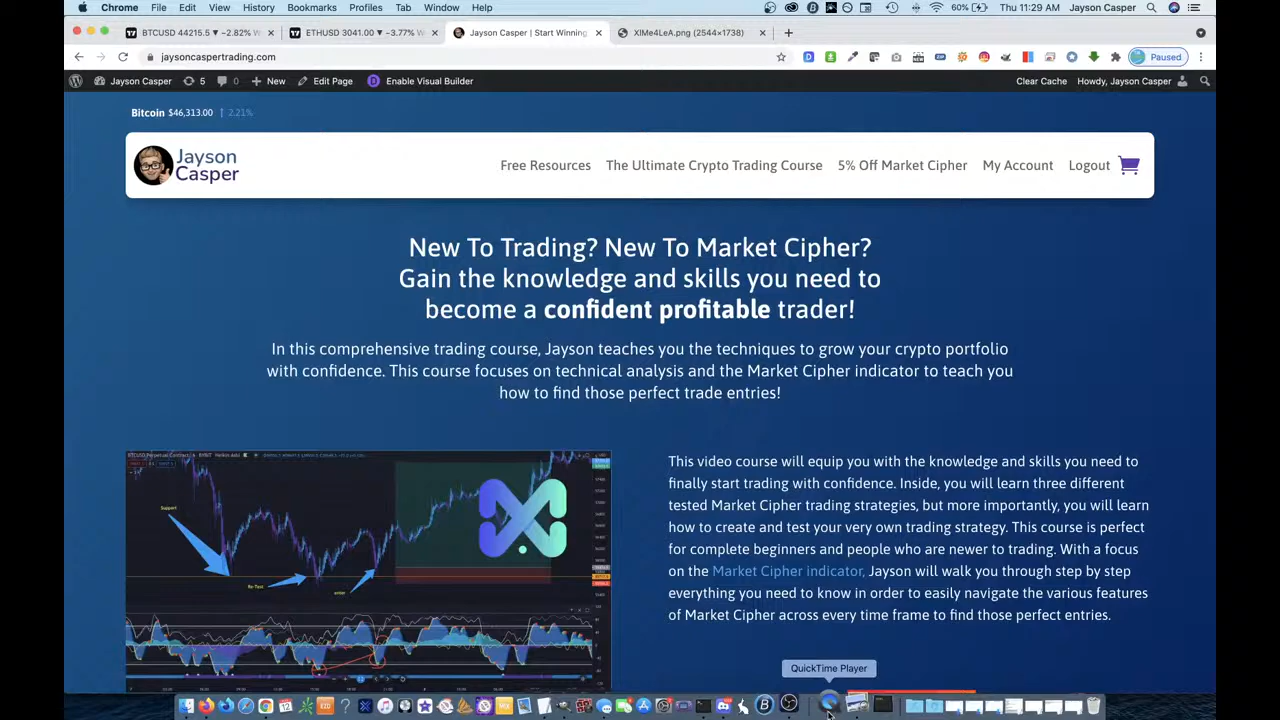 Chrome File Edit View History Bookmarks Profiles Tab Window Help 60% Thu 11:29 AM Jayson Casper
BTCUSD 44215.5 ▼ −2.82% W
ETHUSD 3041.00 ▼ −3.77% W
Jayson Casper | Start Winning
XlMe4LeA.png (2544×1738)
jaysoncaspertrading.com
Paused
Jayson Casper 5 0 New Edit Page Enable Visual Builder Clear Cache Howdy, Jayson Casper
Bitcoin $46,313.00 ↑ 2.21%
Jayson
Casper
Free Resources The Ultimate Crypto Trading Course 5% Off Market Cipher My Account Logout
New To Trading? New To Market Cipher?
Gain the knowledge and skills you need to
become a confident profitable trader!
In this comprehensive trading course, Jayson teaches you the techniques to grow your crypto portfolio
with confidence. This course focuses on technical analysis and the Market Cipher indicator to teach you
how to find those perfect trade entries!
Support
Re-Test
enter
This video course will equip you with the knowledge and skills you need to
finally start trading with confidence. Inside, you will learn three different
tested Market Cipher trading strategies, but more importantly, you will learn
how to create and test your very own trading strategy. This course is perfect
for complete beginners and people who are newer to trading. With a focus
on the Market Cipher indicator, Jayson will walk you through step by step
everything you need to know in order to easily navigate the various features
of Market Cipher across every time frame to find those perfect entries.
QuickTime Player